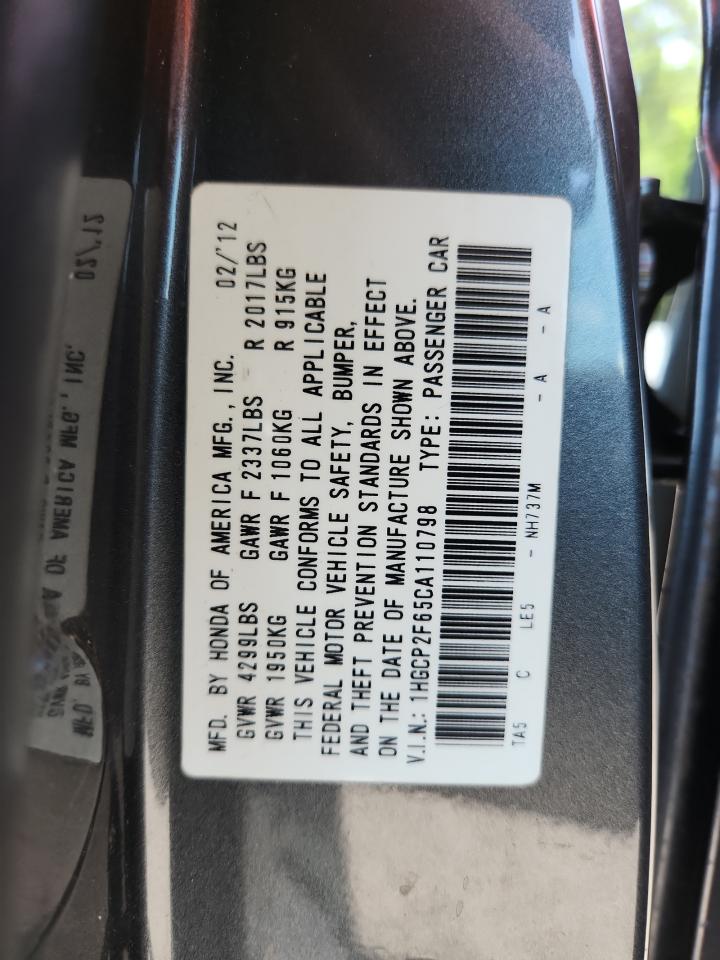 MFD. BY HONDA OF AMERICA MFG., INC. 02/'12
GVWR 4299LBS GAWR F 2337LBS R 2017LBS
GVWR 1950KG GAWR F 1060KG R 915KG
THIS VEHICLE CONFORMS TO ALL APPLICABLE
FEDERAL MOTOR VEHICLE SAFETY, BUMPER,
AND THEFT PREVENTION STANDARDS IN EFFECT
ON THE DATE OF MANUFACTURE SHOWN ABOVE.
V.I.N.: 1HGCP2F65CA110798 TYPE: PASSENGER CAR
TA5 C LE5 - NH737M - A - A